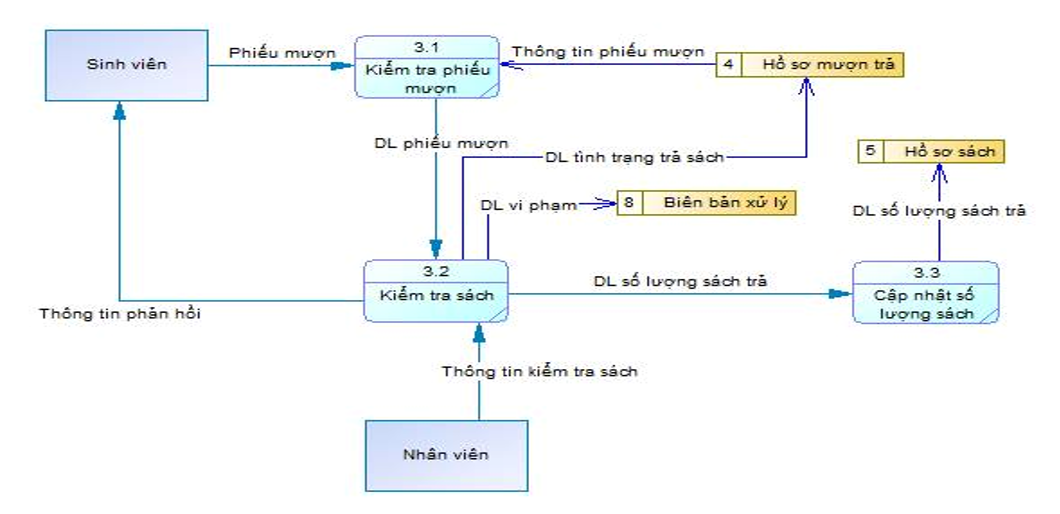 Sinh viên
Phiếu mượn
3.1
Kiểm tra phiếu
mượn
Thông tin phiếu mượn
4 Hồ sơ mượn trả
DL phiếu mượn
DL tình trạng trả sách
5 Hồ sơ sách
DL vi phạm
8 Biên bản xử lý
DL số lượng sách trả
3.2
Kiểm tra sách
DL số lượng sách trả
3.3
Cập nhật số
lượng sách
Thông tin phản hồi
Thông tin kiểm tra sách
Nhân viên